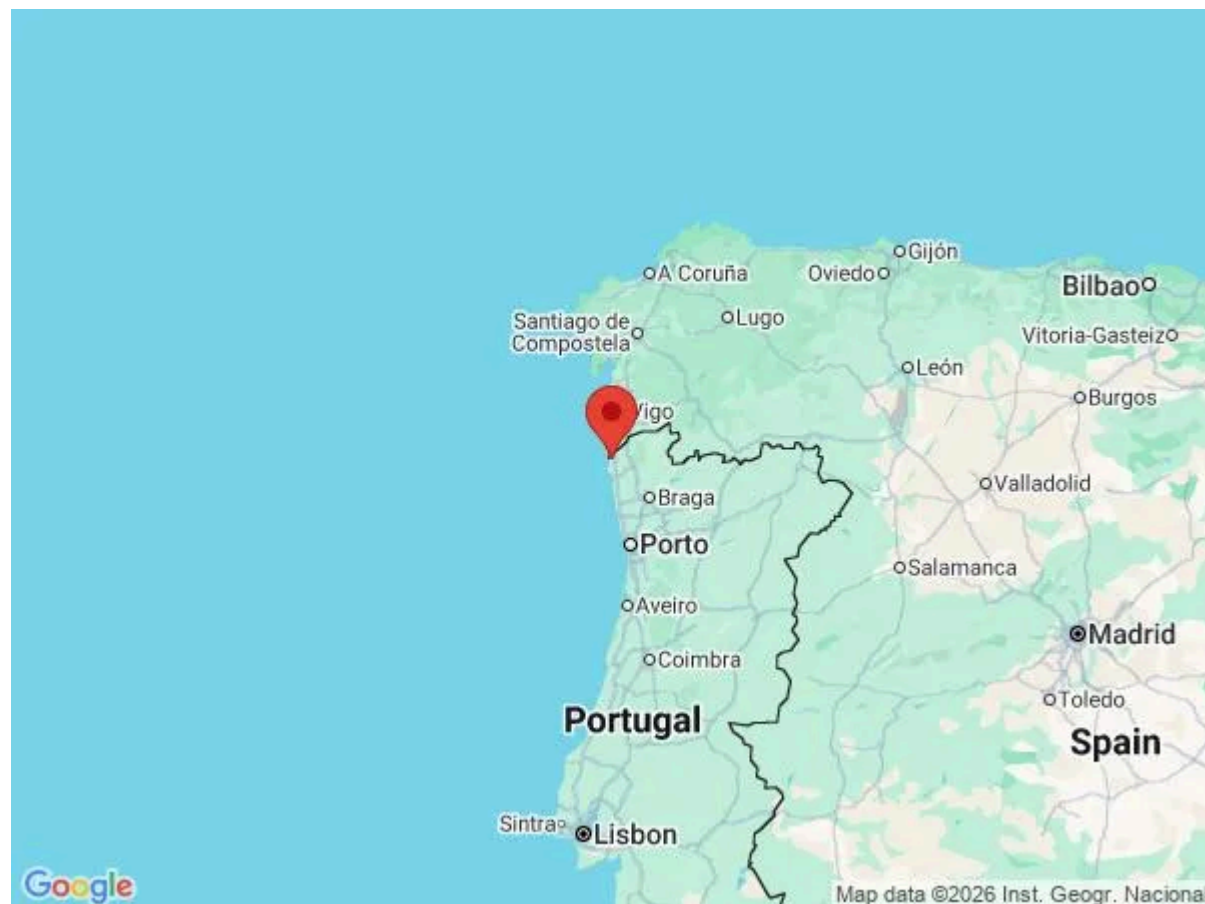 Gijón
A Coruña
Oviedo
Bilbao
Lugo
Santiago de
Compostela
Vitoria-Gasteiz
León
Burgos
Vigo
Valladolid
Braga
Porto
Salamanca
Aveiro
Madrid
Coimbra
Toledo
Portugal
Spain
Sintra
Lisbon
Google
Map data ©2026 Inst. Geogr. Nacional